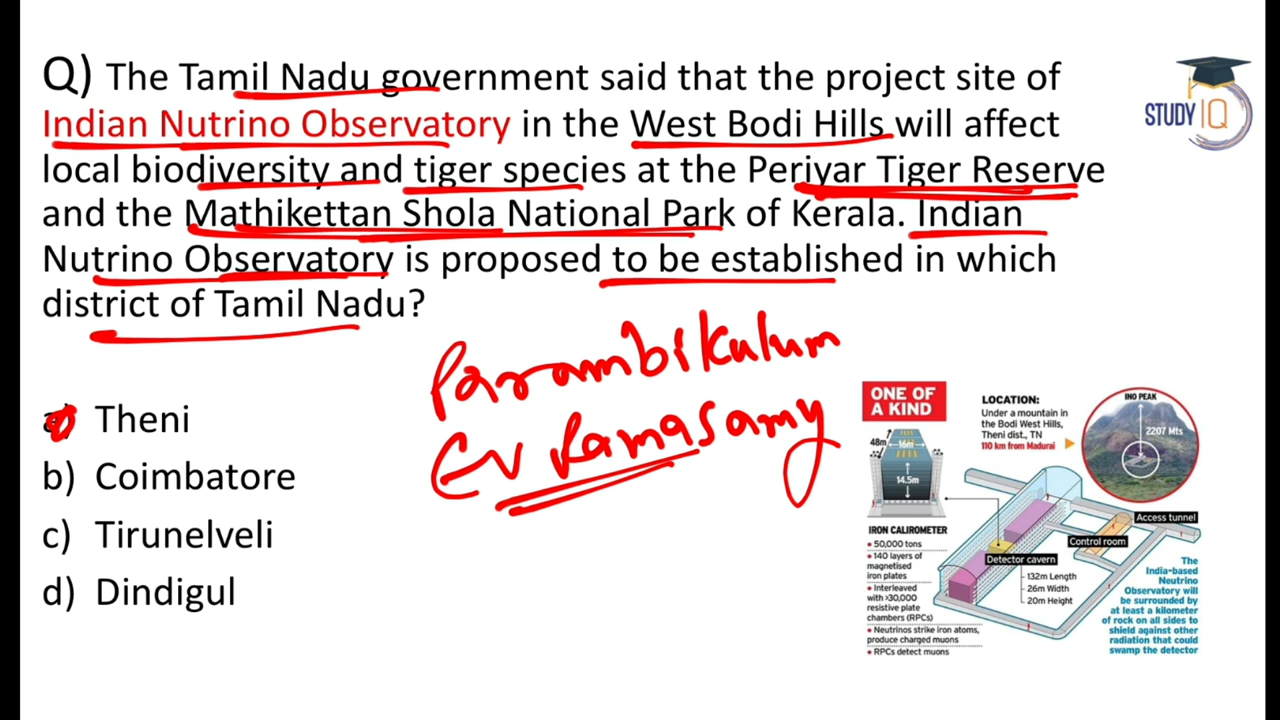 Q) The Tamil Nadu government said that the project site of
Indian Nutrino Observatory in the West Bodi Hills will affect
local biodiversity and tiger species at the Periyar Tiger Reserve
and the Mathikettan Shola National Park of Kerala. Indian
Nutrino Observatory is proposed to be established in which
district of Tamil Nadu?
STUDY IQ
Parambikulum
EV Ramasamy
a) Theni
b) Coimbatore
c) Tirunelveli
d) Dindigul
ONE OF
A KIND
48m
16m
14.5m
LOCATION:
Under a mountain in
the Bodi West Hills,
Theni dist., TN
110 km from Madurai
INO PEAK
2207 Mts
IRON CALIROMETER
• 50,000 tons
• 140 layers of
magnetised
iron plates
• Interleaved
with >30,000
resistive plate
chambers (RPCs)
• Neutrinos strike iron atoms,
produce charged muons
• RPCs detect muons
Access tunnel
Control room
Detector cavern
132m Length
26m Width
20m Height
The
India-based
Neutrino
Observatory will
be surrounded by
at least a kilometer
of rock on all sides to
shield against other
radiation that could
swamp the detector